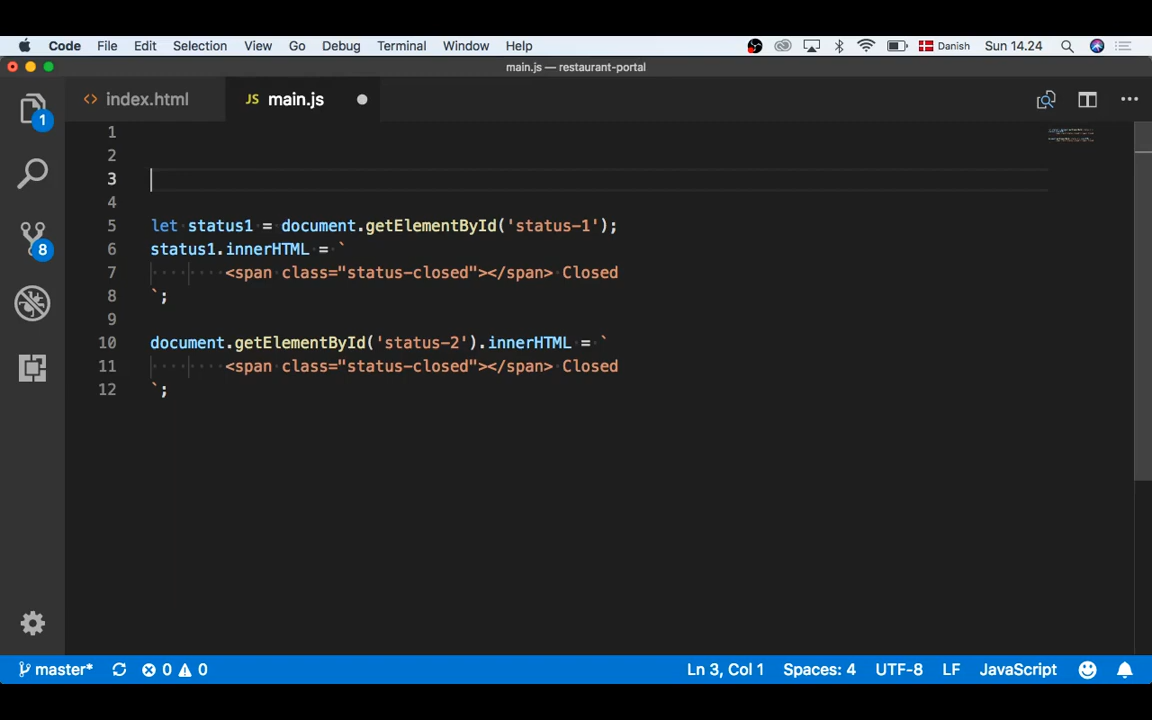 Code File Edit Selection View Go Debug Terminal Window Help Danish Sun 14.24
main.js — restaurant-portal
index.html JS main.js
1
1
2
3
4
5 let status1 = document.getElementById('status-1');
6 status1.innerHTML = `
7 <span class="status-closed"></span> Closed
8 `;
8
9
10 document.getElementById('status-2').innerHTML = `
11 <span class="status-closed"></span> Closed
12 `;
master* 0 0 Ln 3, Col 1 Spaces: 4 UTF-8 LF JavaScript